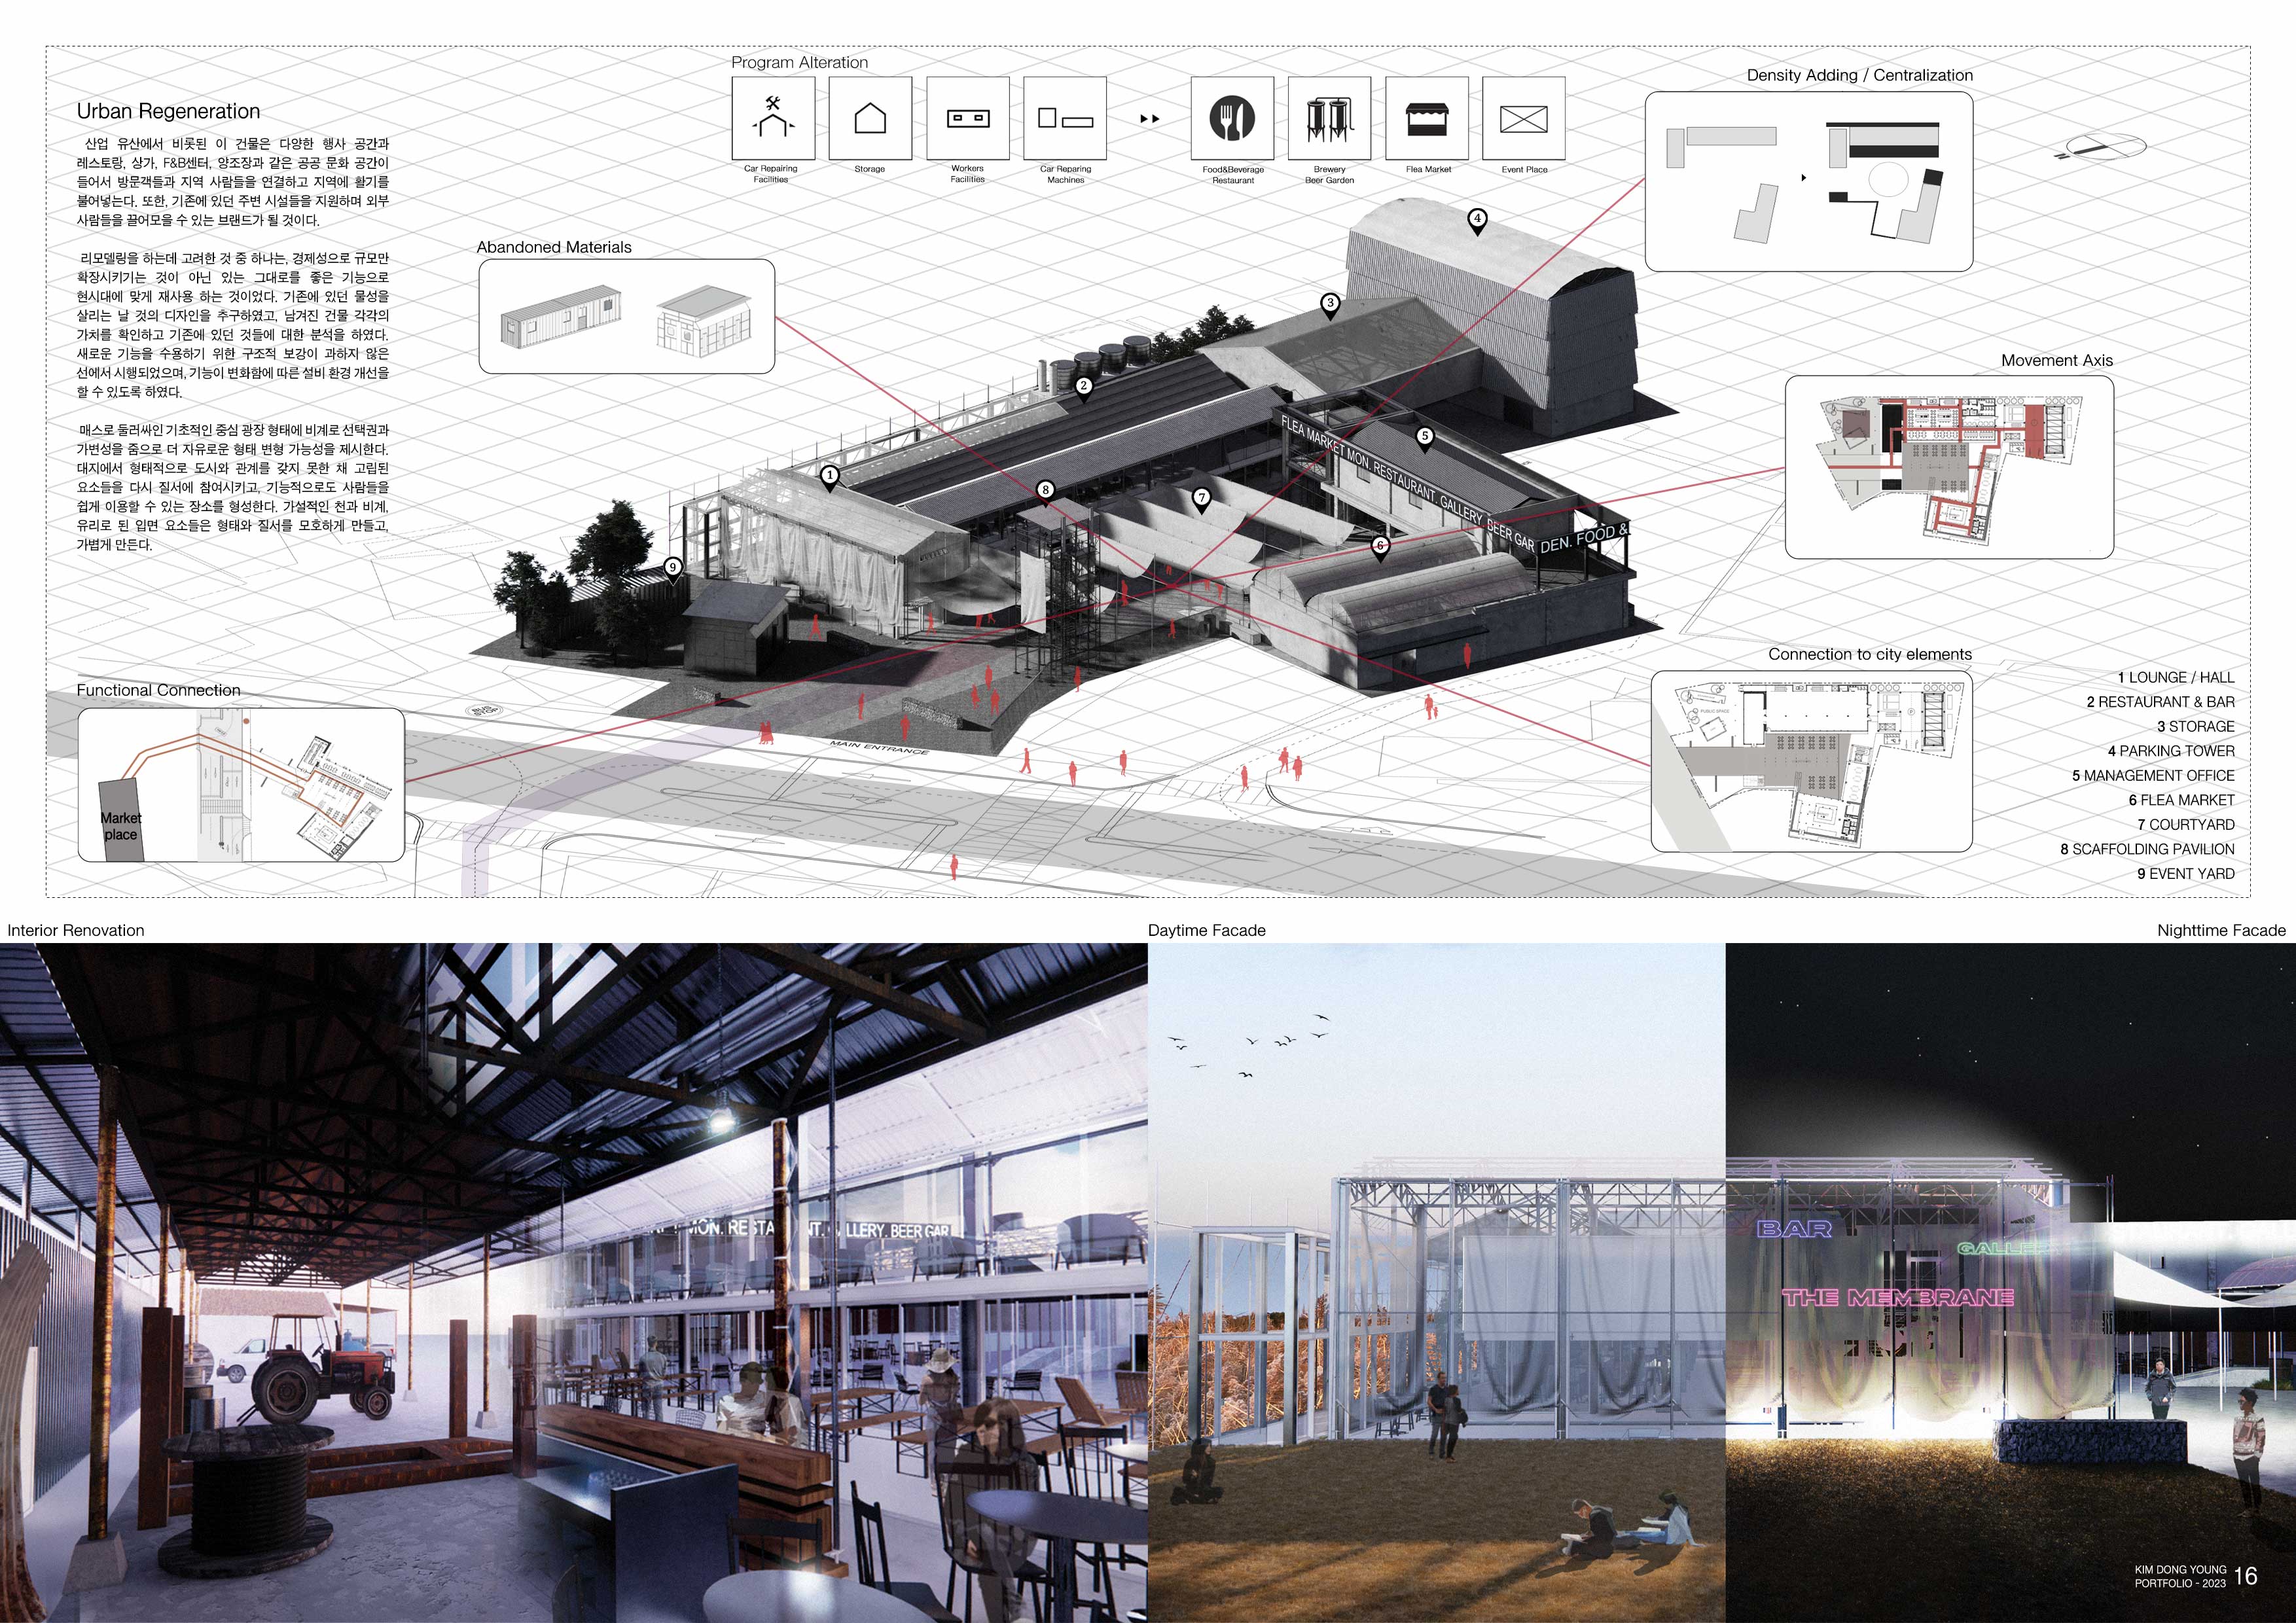 Program Alteration
Car Repairing
Facilities
Storage
Workers
Facilities
Car Reparing
Machines
Food&Beverage
Restaurant
Brewery
Beer Garden
Flea Market
Event Place
Density Adding / Centralization
Urban Regeneration
산업 유산에서 비롯된 이 건물은 다양한 행사 공간과
레스토랑, 상가, F&B센터, 양조장과 같은 공공 문화 공간이
들어서 방문객들과 지역 사람들을 연결하고 지역에 활기를
불어넣는다. 또한, 기존에 있던 주변 시설들을 지원하며 외부
사람들을 끌어모을 수 있는 브랜드가 될 것이다.
리모델링을 하는데 고려한 것 중 하나는, 경제성으로 규모만
확장시키기는 것이 아닌 있는 그대로를 좋은 기능으로
현시대에 맞게 재사용 하는 것이었다. 기존에 있던 물성을
살리는 날 것의 디자인을 추구하였고, 남겨진 건물 각각의
가치를 확인하고 기존에 있던 것들에 대한 분석을 하였다.
새로운 기능을 수용하기 위한 구조적 보강이 과하지 않은
선에서 시행되었으며, 기능이 변화함에 따른 설비 환경 개선을
할 수 있도록 하였다.
매스로 둘러싸인 기초적인 중심 광장 형태에 비계로 선택권과
가변성을 줌으로 더 자유로운 형태 변형 가능성을 제시한다.
대지에서 형태적으로 도시와 관계를 갖지 못한 채 고립된
요소들을 다시 질서에 참여시키고, 기능적으로도 사람들을
쉽게 이용할 수 있는 장소를 형성한다. 가설적인 천과 비계,
유리로 된 입면 요소들은 형태와 질서를 모호하게 만들고,
가볍게 만든다.
Abandoned Materials
4
3
2
5
1
8
7
6
9
FLEA MARKET MON. RESTAURANT. GALLERY. BEER GAR
DEN. FOOD &
Movement Axis
Connection to city elements
PUBLIC SPACE
P
Functional Connection
Market
place
BUS
STOP
MAIN ENTRANCE
1 LOUNGE / HALL
2 RESTAURANT & BAR
3 STORAGE
4 PARKING TOWER
5 MANAGEMENT OFFICE
6 FLEA MARKET
7 COURTYARD
8 SCAFFOLDING PAVILION
9 EVENT YARD
Interior Renovation
Daytime Facade
Nighttime Facade
MON. RESTA NT. LLERY. BEER GAR
BAR
GALLE
THE MEMBRANE
KIM DONG YOUNG
PORTFOLIO - 2023
16